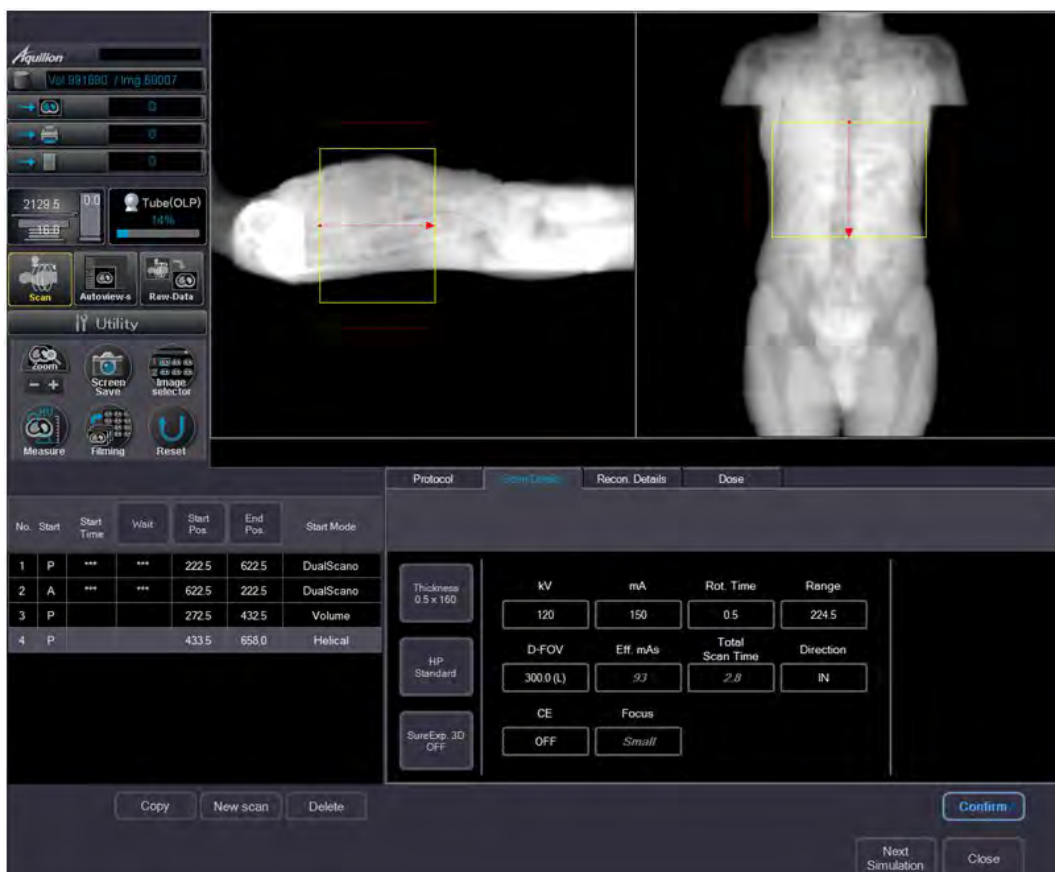 Aquilion
Vol.991690 / Img.69007
0
0
0
2129.5
0.0
Tube(OLP)
14%
Scan
Autoview-s
Raw-Data
Utility
Zoom
- +
Screen
Save
Image
selector
HU
Measure
Filming
Reset
Protocol
Scan Details
Recon. Details
Dose
No. Start Start Time Wait Start Pos. End Pos. Start Mode
1 P *** *** 222.5 622.5 DualScano
2 A *** *** 622.5 222.5 DualScano
3 P 272.5 432.5 Volume
4 P 433.5 658.0 Helical
Thickness
0.5 x 160
HP
Standard
SureExp. 3D
OFF
kV mA Rot. Time Range
120 150 0.5 224.5
D-FOV Eff. mAs Total Scan Time Direction
300.0 (L) 93 2.8 IN
CE Focus
OFF Small
Copy
New scan
Delete
Confirm
Next
Simulation
Close